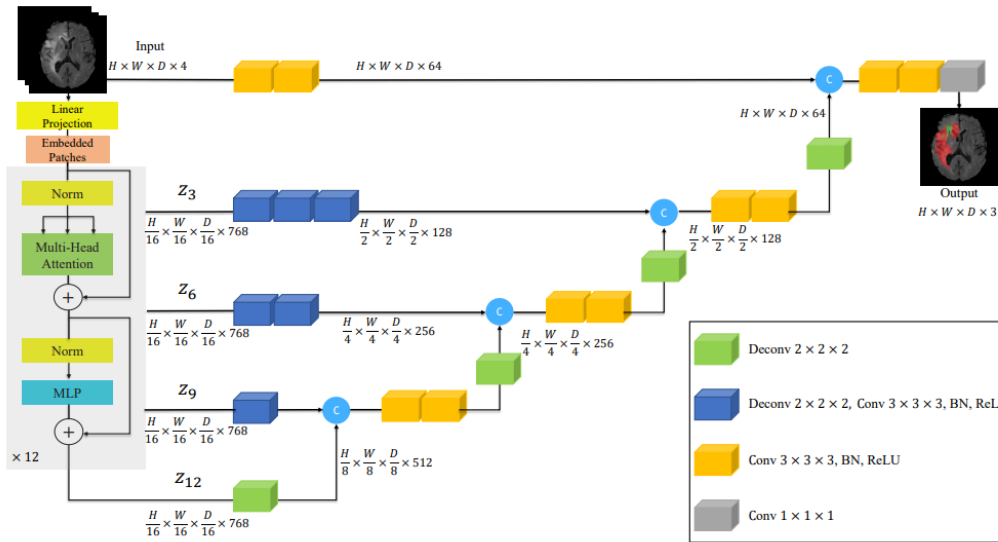 Input
H × W × D × 4
H × W × D × 64
C
Linear
Projection
Embedded
Patches
H × W × D × 64
Output
H × W × D × 3
Norm
Multi-Head
Attention
+
Norm
MLP
+
× 12
z3
H/16 × W/16 × D/16 × 768
H/2 × W/2 × D/2 × 128
C
H/2 × W/2 × D/2 × 128
z6
H/16 × W/16 × D/16 × 768
H/4 × W/4 × D/4 × 256
C
H/4 × W/4 × D/4 × 256
z9
H/16 × W/16 × D/16 × 768
C
H/8 × W/8 × D/8 × 512
z12
H/16 × W/16 × D/16 × 768
Deconv 2 × 2 × 2
Deconv 2 × 2 × 2, Conv 3 × 3 × 3, BN, ReL
Conv 3 × 3 × 3, BN, ReLU
Conv 1 × 1 × 1